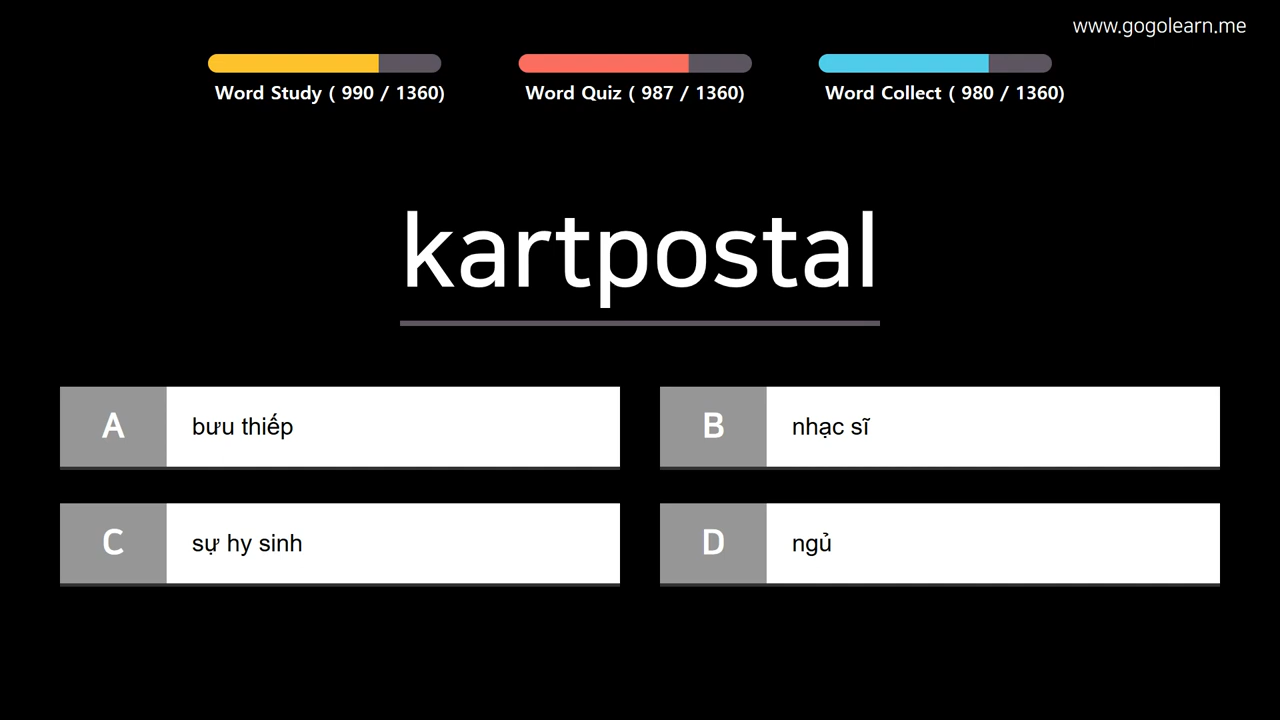 www.gogolearn.me
Word Study ( 990 / 1360)
Word Quiz ( 987 / 1360)
Word Collect ( 980 / 1360)
kartpostal
A bưu thiếp
B nhạc sĩ
C sự hy sinh
D ngủ